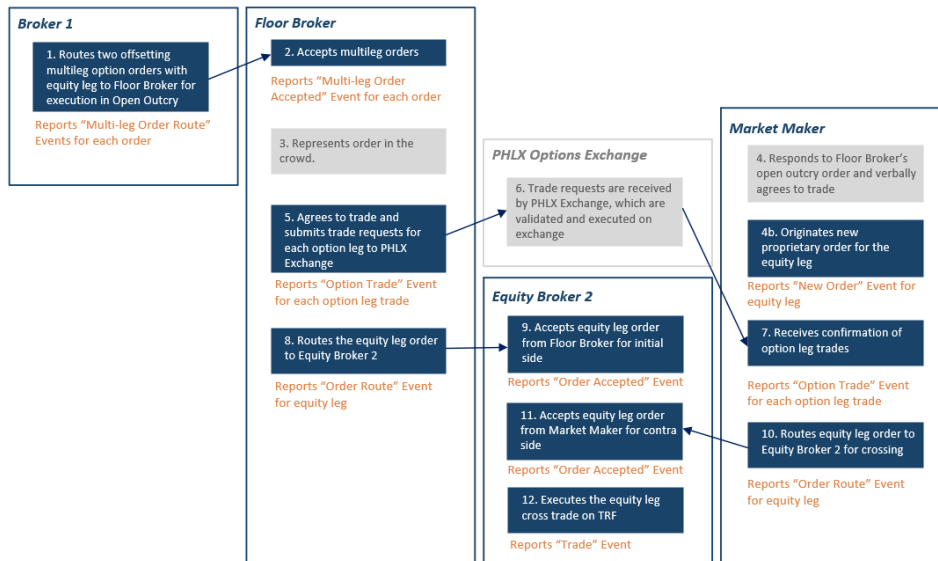 Broker 1
1. Routes two offsetting
multileg option orders with
equity leg to Floor Broker for
execution in Open Outcry
Reports “Multi-leg Order Route”
Events for each order
Floor Broker
2. Accepts multileg orders
Reports “Multi-leg Order
Accepted” Event for each order
3. Represents order in the
crowd.
5. Agrees to trade and
submits trade requests for
each option leg to PHLX
Exchange
Reports “Option Trade” Event
for each option leg trade
8. Routes the equity leg order
to Equity Broker 2
Reports “Order Route” Event
for equity leg
PHLX Options Exchange
6. Trade requests are received
by PHLX Exchange, which are
validated and executed on
exchange
Equity Broker 2
9. Accepts equity leg order
from Floor Broker for initial
side
Reports “Order Accepted” Event
11. Accepts equity leg order
from Market Maker for contra
side
Reports “Order Accepted” Event
12. Executes the equity leg
cross trade on TRF
Reports “Trade” Event
Market Maker
4. Responds to Floor Broker’s
open outcry order and verbally
agrees to trade
4b. Originates new
proprietary order for the
equity leg
Reports “New Order” Event for
equity leg
7. Receives confirmation of
option leg trades
Reports “Option Trade” Event
for each option leg trade
10. Routes equity leg order to
Equity Broker 2 for crossing
Reports “Order Route” Event
for equity leg